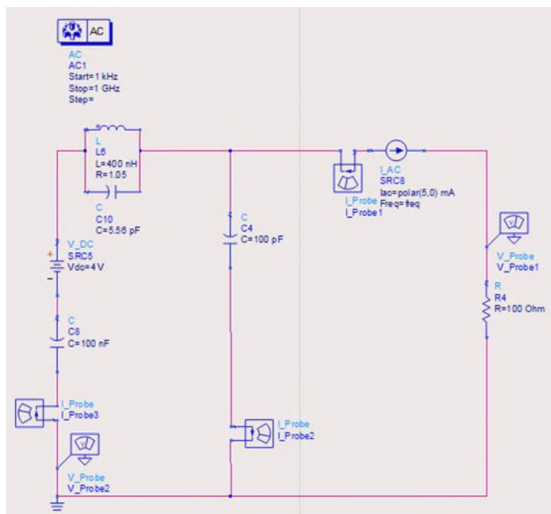 AC
AC
AC1
Start=1 kHz
Stop=1 GHz
Step=
L
L6
L=400 nH
R=1.05
C
C10
C=5.56 pF
V_DC
SRC5
Vdc=4 V
C
C8
C=100 nF
I_Probe
I_Probe3
V_Probe
V_Probe2
C
C4
C=100 pF
I_Probe
I_Probe2
I_Probe
I_Probe1
I_AC
SRC8
Iac=polar(5,0) mA
Freq=freq
V_Probe
V_Probe1
R
R4
R=100 Ohm